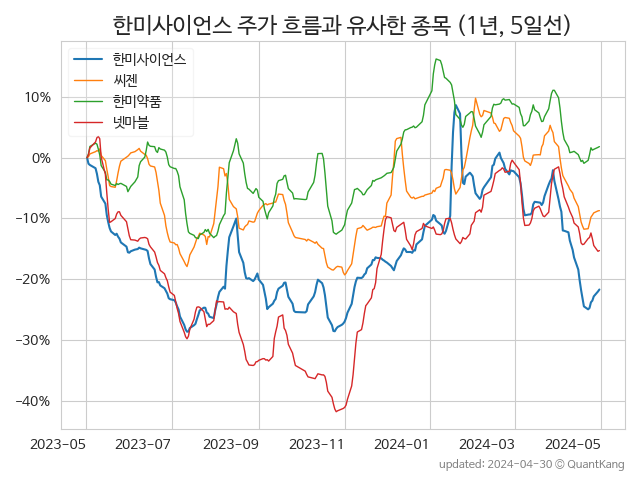 한미사이언스 주가 흐름과 유사한 종목 (1년, 5일선)
한미사이언스
씨젠
한미약품
넷마블
10%
0%
−10%
−20%
−30%
−40%
2023-05 2023-07 2023-09 2023-11 2024-01 2024-03 2024-05
updated: 2024-04-30 © QuantKang